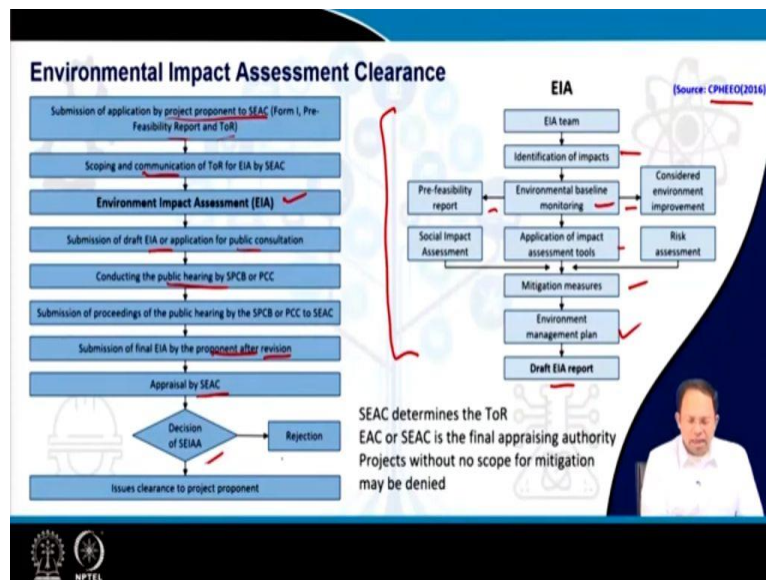 Environmental Impact Assessment Clearance
Submission of application by project proponent to SEAC (Form I, Pre-
Feasibility Report and ToR)
Scoping and communication of ToR for EIA by SEAC
Environment Impact Assessment (EIA)
Submission of draft EIA or application for public consultation
Conducting the public hearing by SPCB or PCC
Submission of proceedings of the public hearing by the SPCB or PCC to SEAC
Submission of final EIA by the proponent after revision
Appraisal by SEAC
Decision
of SEIAA
Rejection
Issues clearance to project proponent
EIA
(Source: CPHEEO(2016)
EIA team
Identification of impacts
Pre-feasibility
report
Environmental baseline
monitoring
Considered
environment
improvement
Social Impact
Assessment
Application of impact
assessment tools
Risk
assessment
Mitigation measures
Environment
management plan
Draft EIA report
SEAC determines the ToR
EAC or SEAC is the final appraising authority
Projects without no scope for mitigation
may be denied
NPTEL